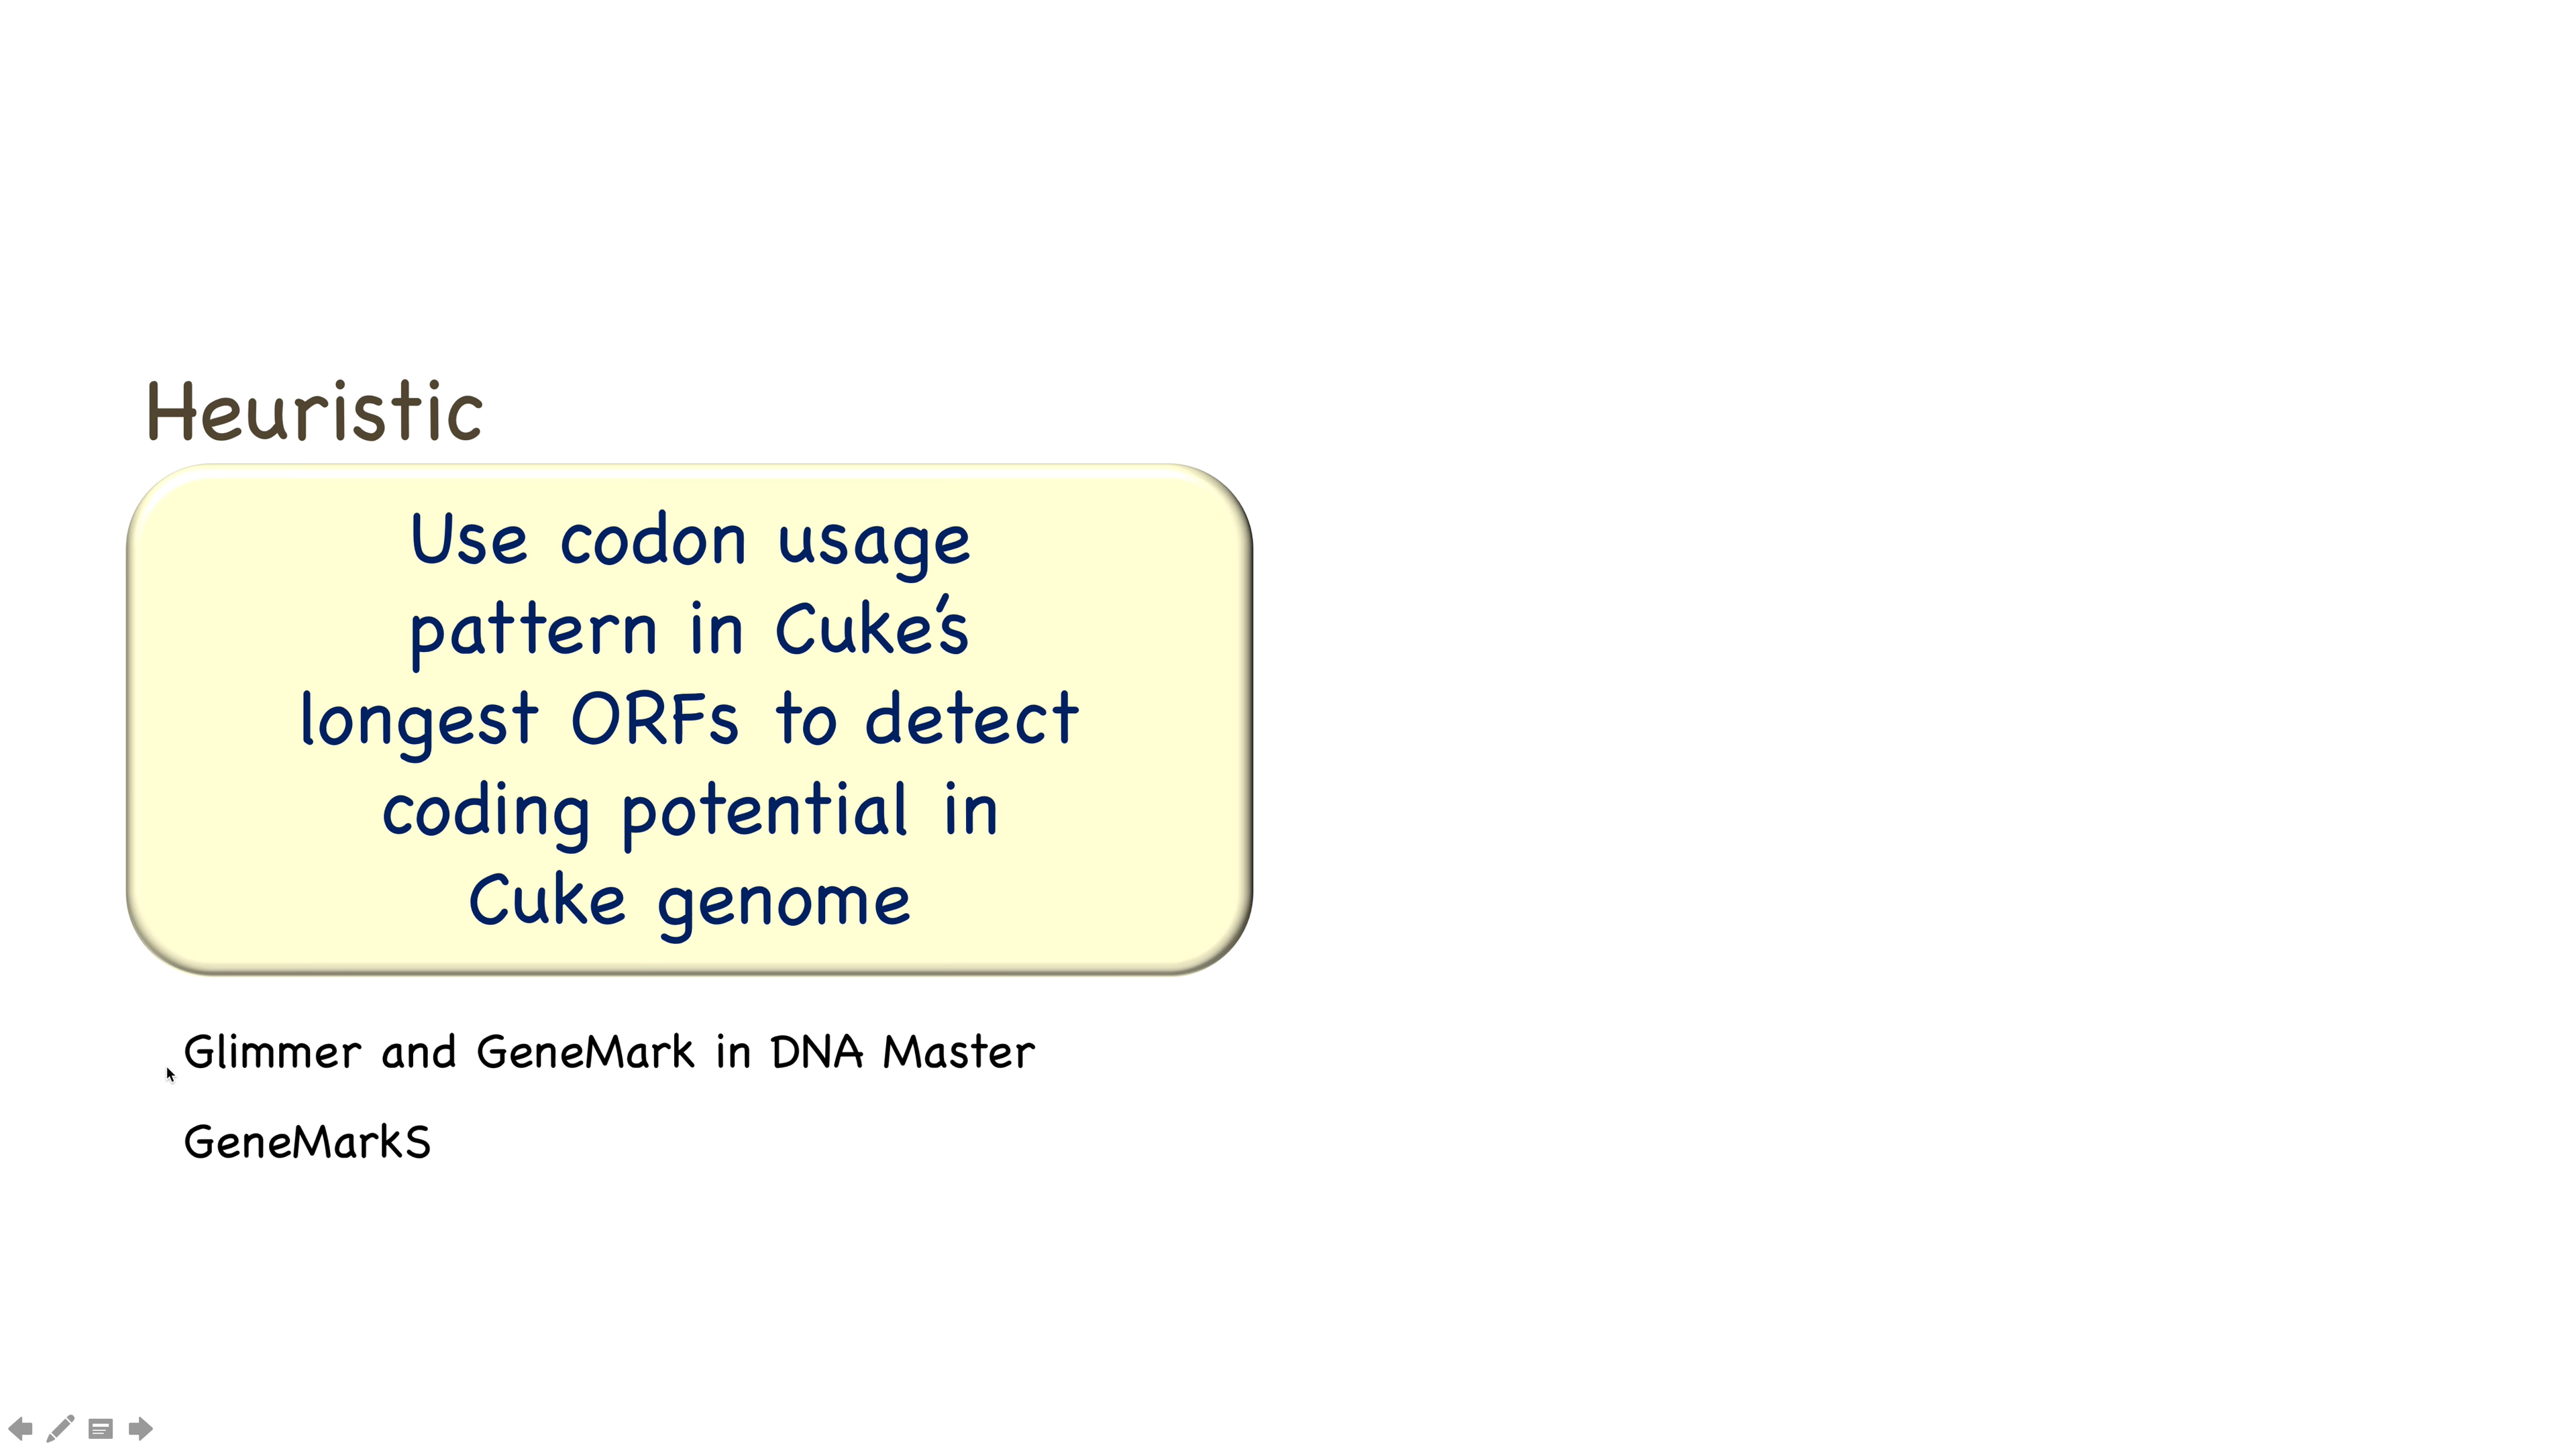 Heuristic
Use codon usage
pattern in Cuke's
longest ORFs to detect
coding potential in
Cuke genome
Glimmer and GeneMark in DNA Master
GeneMarkS